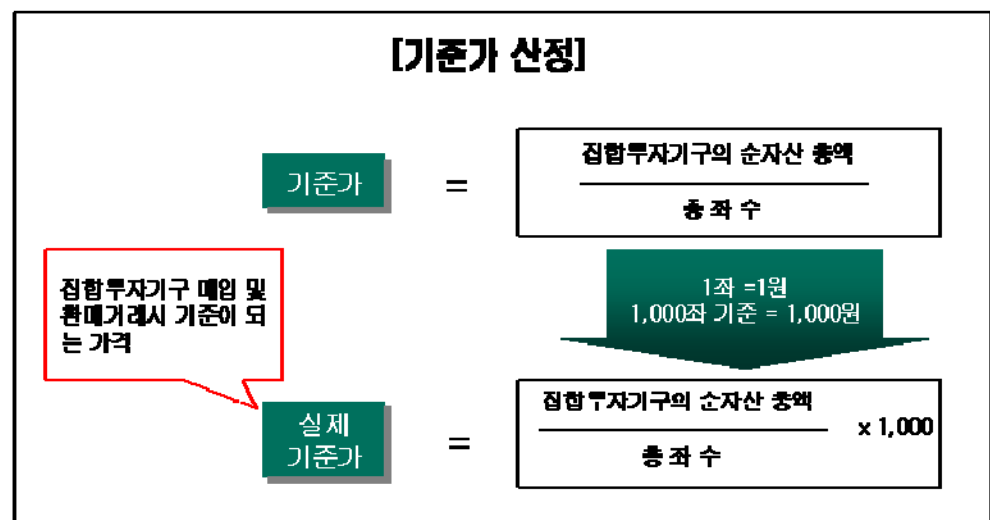 [기준가 산정]
기준가
=
집합투자기구의 순자산 총액
총 좌 수
1좌 =1원
1,000좌 기준 = 1,000원
집합투자기구 매입 및
환매거래시 기준이 되
는 가격
실제
기준가
=
집합투자기구의 순자산 총액
총 좌 수
x 1,000